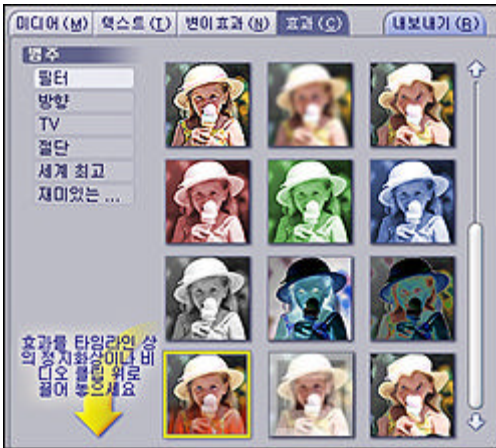 미디어 (M) 텍스트 (T) 변이효과 (N) 효과 (C) 내보내기 (R)
범주
필터
방향
TV
절단
세계 최고
재미있는 ...
효과를 타임라인 상
의 정지화상이나 비
디오 클립 위로
끌어 놓으세요